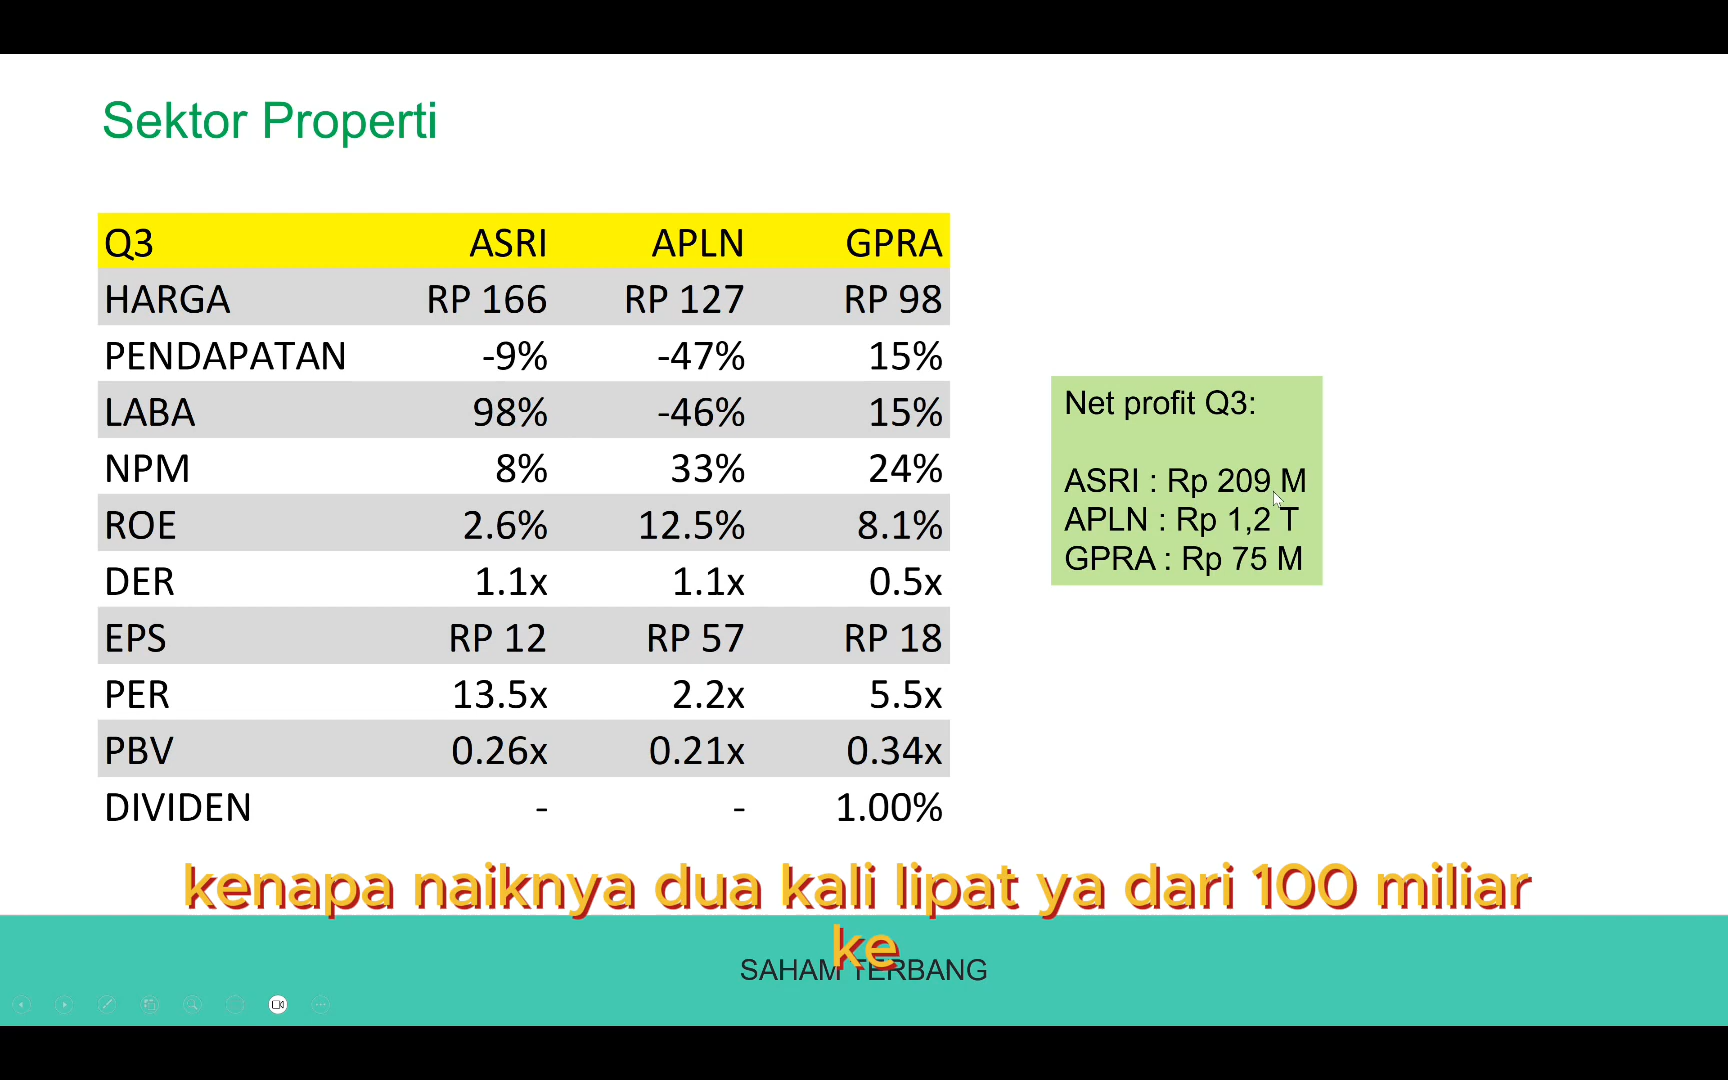 Sektor Properti
Q3 ASRI APLN GPRA
HARGA RP 166 RP 127 RP 98
PENDAPATAN -9% -47% 15%
LABA 98% -46% 15%
NPM 8% 33% 24%
ROE 2.6% 12.5% 8.1%
DER 1.1x 1.1x 0.5x
EPS RP 12 RP 57 RP 18
PER 13.5x 2.2x 5.5x
PBV 0.26x 0.21x 0.34x
DIVIDEN - - 1.00%
Net profit Q3:
ASRI : Rp 209 M
APLN : Rp 1,2 T
GPRA : Rp 75 M
kenapa naiknya dua kali lipat ya dari 100 miliar
ke
SAHAM TERBANG